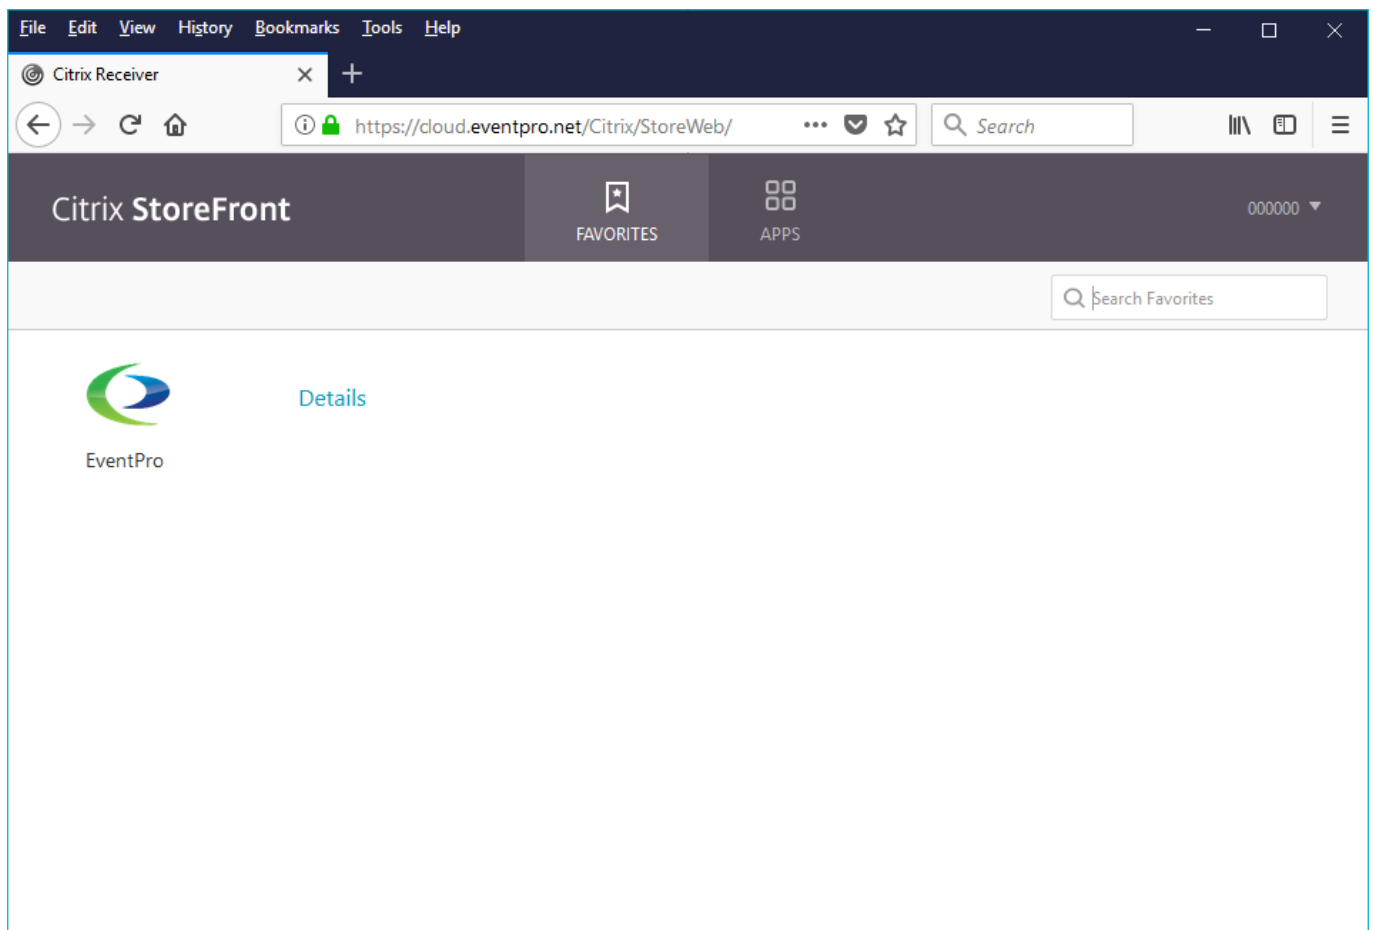 File Edit View History Bookmarks Tools Help
Citrix Receiver
https://cloud.eventpro.net/Citrix/StoreWeb/
Search
Citrix StoreFront
FAVORITES
APPS
000000
Search Favorites
Details
EventPro